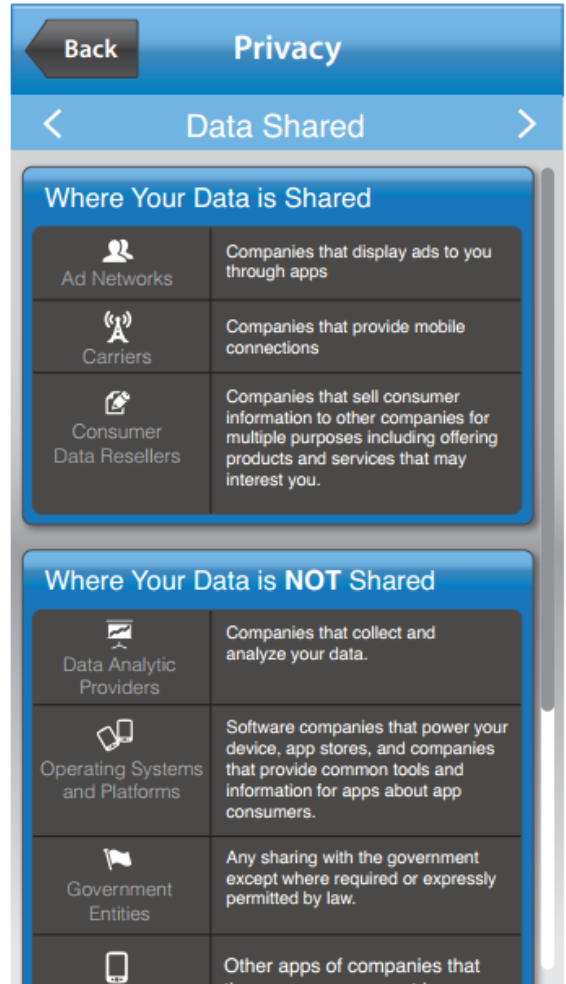 Back
Privacy
Data Shared
Where Your Data is Shared
Ad Networks
Companies that display ads to you
through apps
Carriers
Companies that provide mobile
connections
Consumer
Data Resellers
Companies that sell consumer
information to other companies for
multiple purposes including offering
products and services that may
interest you.
Where Your Data is NOT Shared
Data Analytic
Providers
Companies that collect and
analyze your data.
Operating Systems
and Platforms
Software companies that power your
device, app stores, and companies
that provide common tools and
information for apps about app
consumers.
Government
Entities
Any sharing with the government
except where required or expressly
permitted by law.
Other apps of companies that